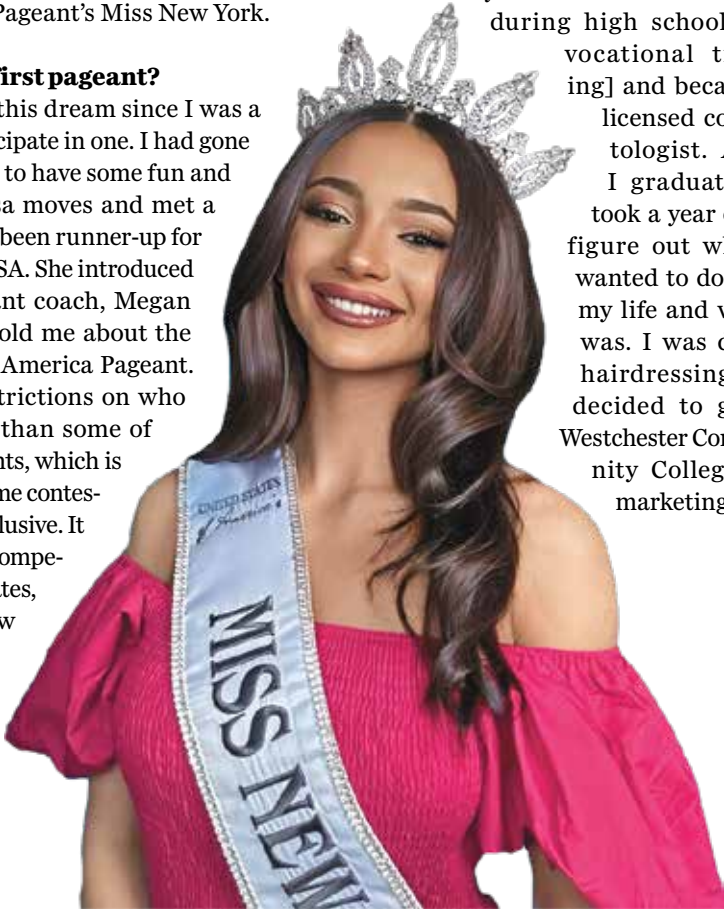 Pageant’s Miss New York.
first pageant?
this dream since I was a
cipate in one. I had gone
to have some fun and
sa moves and met a
been runner-up for
SA. She introduced
ant coach, Megan
old me about the
America Pageant.
trictions on who
than some of
nts, which is
me contes-
lusive. It
ompe-
ates,
w
during high school
vocational t
ing] and beca
licensed co
tologist. A
I graduat
took a year
figure out w
wanted to do
my life and w
was. I was
hairdressing
decided to g
Westchester Com
nity Colleg
marketing
UNITED STATES
of America's
MISS NEW